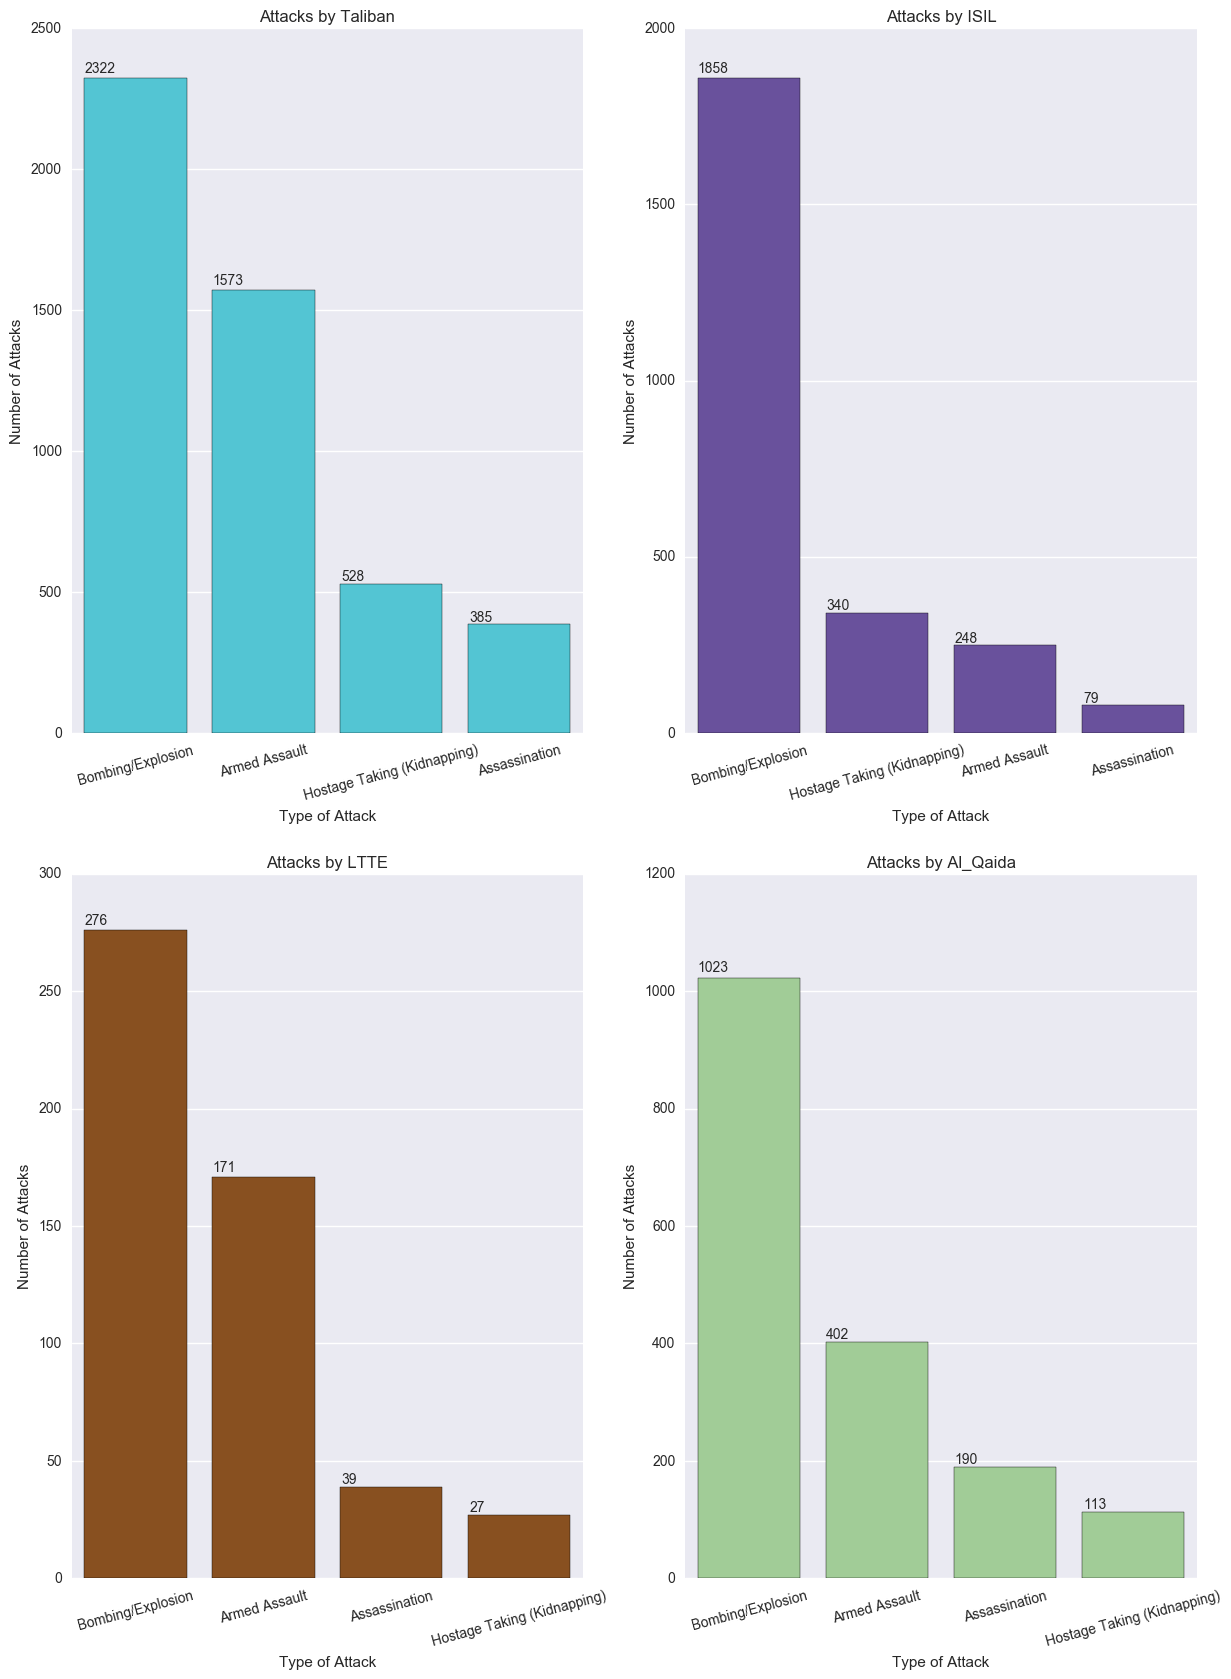 Attacks by Taliban
2500
2000
1500
1000
500
0
Number of Attacks
2322
1573
528
385
Bombing/Explosion
Armed Assault
Hostage Taking (Kidnapping)
Assassination
Type of Attack
Attacks by ISIL
2000
1500
1000
500
0
Number of Attacks
1858
340
248
79
Bombing/Explosion
Hostage Taking (Kidnapping)
Armed Assault
Assassination
Type of Attack
Attacks by LTTE
300
250
200
150
100
50
0
Number of Attacks
276
171
39
27
Bombing/Explosion
Armed Assault
Assassination
Hostage Taking (Kidnapping)
Type of Attack
Attacks by Al_Qaida
1200
1000
800
600
400
200
0
Number of Attacks
1023
402
190
113
Bombing/Explosion
Armed Assault
Assassination
Hostage Taking (Kidnapping)
Type of Attack